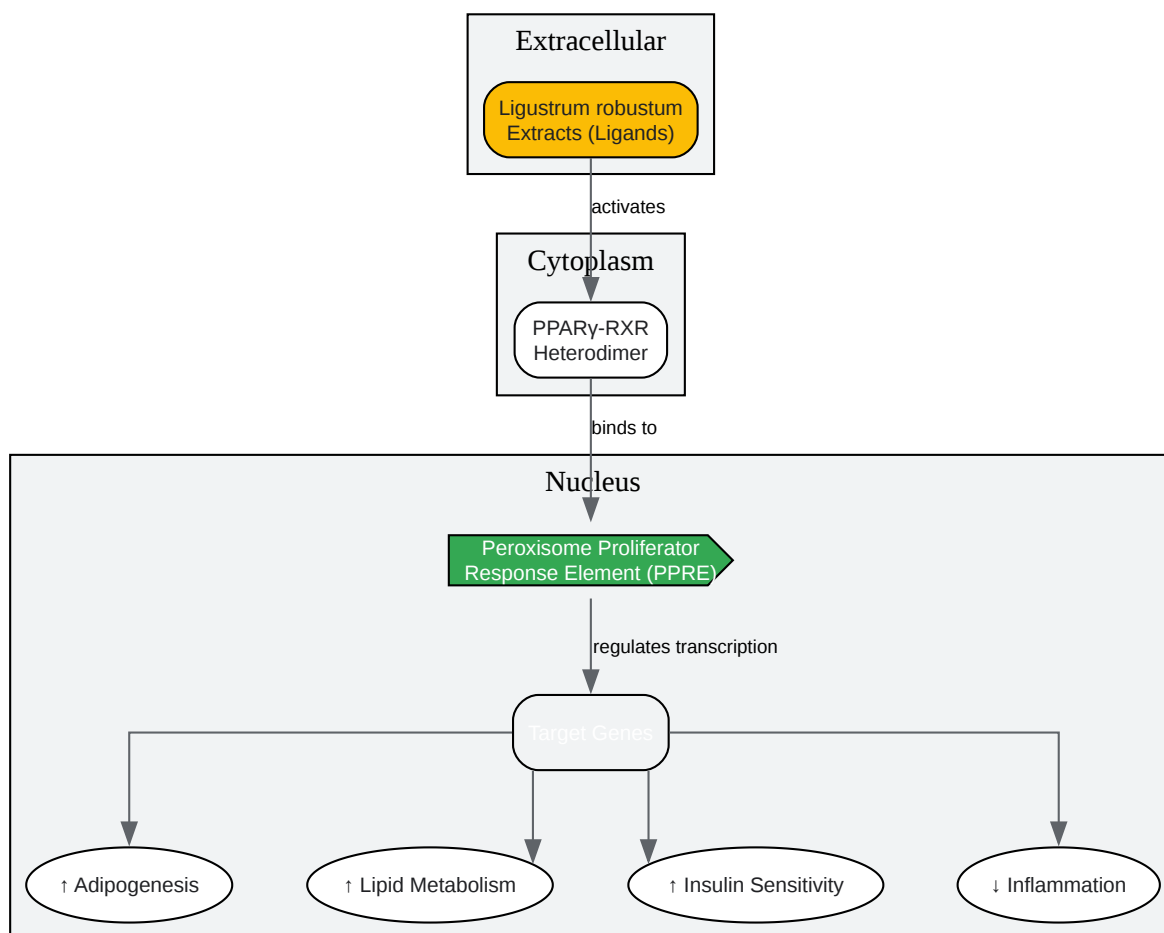 Extracellular
Ligustrum robustum
Extracts (Ligands)
activates
Cytoplasm
PPARγ-RXR
Heterodimer
binds to
Nucleus
Peroxisome Proliferator
Response Element (PPRE)
regulates transcription
Target Genes
↑ Adipogenesis
↑ Lipid Metabolism
↑ Insulin Sensitivity
↓ Inflammation